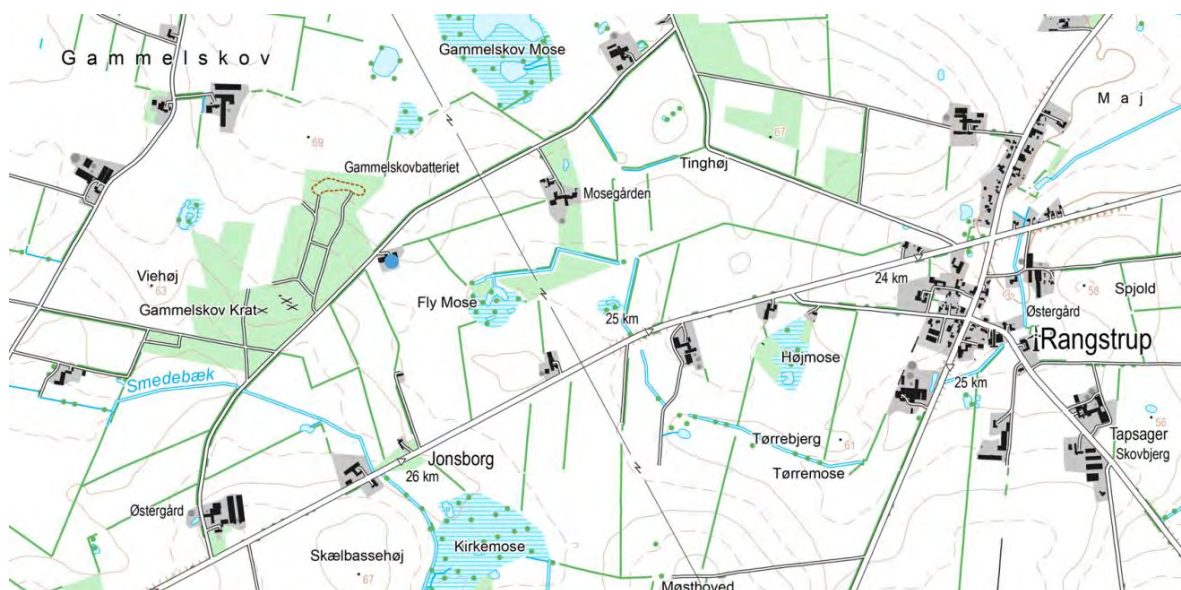 Gammelskov Mose
Gammelskov
Maj
69
67
Gammelskovbatteriet
Tinghøj
Mosegården
24 km
Viehøj
63
Spjold
58
Gammelskov Krat
Fly Mose
25 km
Østergård
Rangstrup
Højmose
Smedebæk
25 km
56
Tørrebjerg
61
Tapsager
Skovbjerg
Jonsborg
Tørremose
26 km
Østergård
Kirkemose
Skælbassehøj
67
Møsthoved